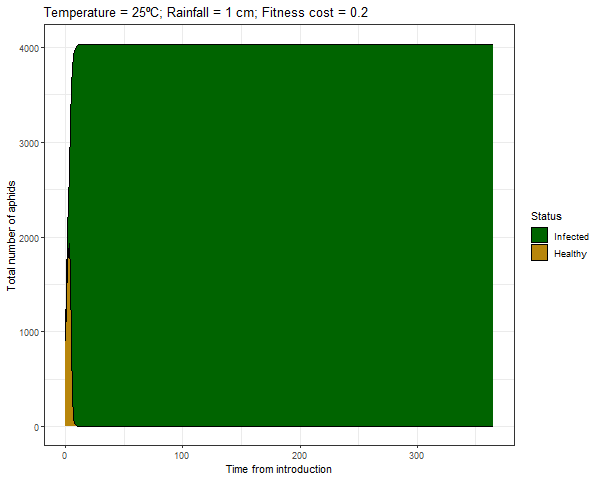 Temperature = 25ºC; Rainfall = 1 cm; Fitness cost = 0.2
4000
3000
2000
1000
0
Total number of aphids
0 100 200 300
Time from introduction
Status
Infected
Healthy